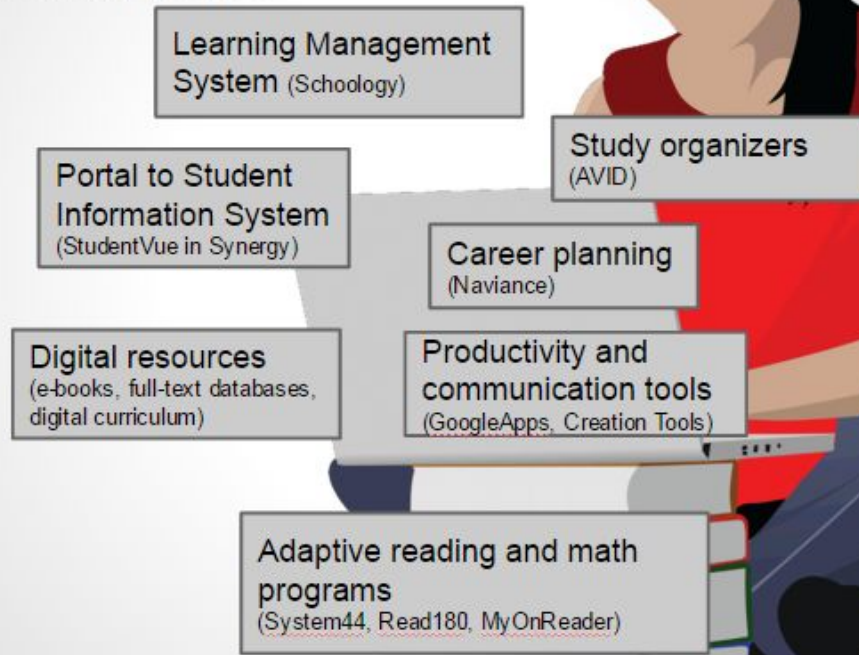 Learning Management
System (Schoology)
Study organizers
(AVID)
Portal to Student
Information System
(StudentVue in Synergy)
Career planning
(Naviance)
Digital resources
(e-books, full-text databases,
digital curriculum)
Productivity and
communication tools
(GoogleApps, Creation Tools)
Adaptive reading and math
programs
(System44, Read180, MyOnReader)